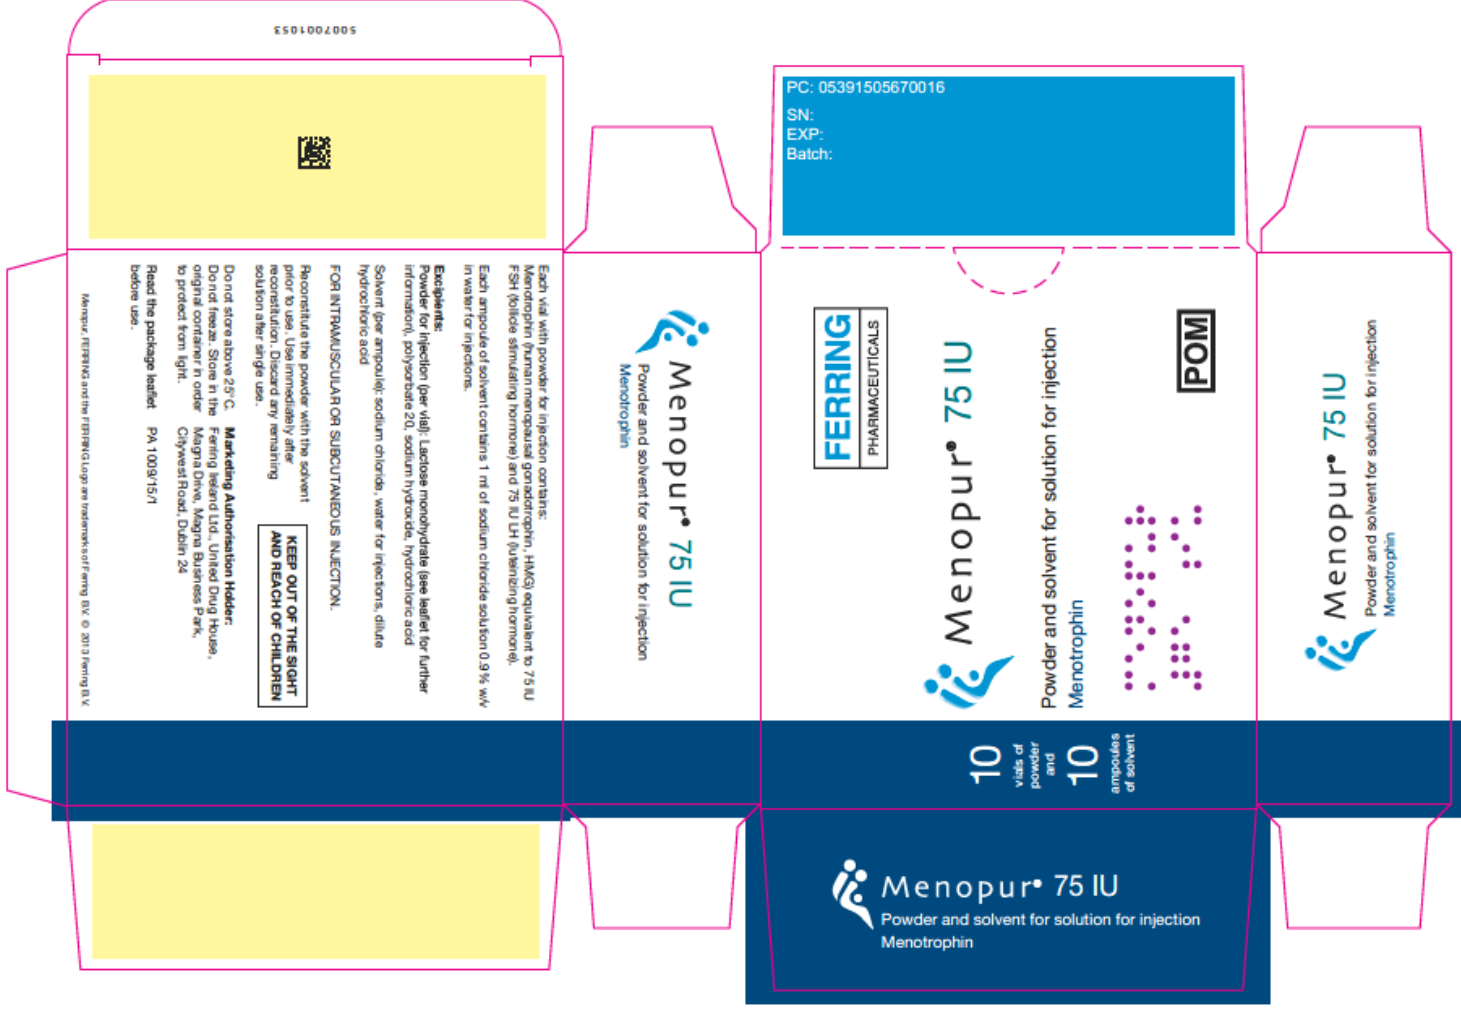 5007001053
PC: 05391505670016
SN:
EXP:
Batch:
Each vial with powder for injection contains:
Menotrophin (human menopausal gonadotrophin, HMG) equivalent to 75 IU
FSH (follicle stimulating hormone) and 75 IU LH (luteinizing hormone).
Each ampoule of solvent contains 1 ml of sodium chloride solution 0.9% w/v
in water for injections.
Excipients:
Powder for injection (per vial): Lactose monohydrate (see leaflet for further
information), polysorbate 20, sodium hydroxide, hydrochloric acid
Solvent (per ampoule): sodium chloride, water for injections, dilute
hydrochloric acid
FOR INTRAMUSCULAR OR SUBCUTANEOUS INJECTION.
Reconstitute the powder with the solvent
prior to use. Use immediately after
reconstitution. Discard any remaining
solution after single use.
KEEP OUT OF THE SIGHT
AND REACH OF CHILDREN
Do not store above 25°C.
Do not freeze. Store in the
original container in order
to protect from light.
Read the package leaflet
before use.
Marketing Authorisation Holder:
Ferring Ireland Ltd., United Drug House,
Magna Drive, Magna Business Park,
Citywest Road, Dublin 24
PA 1009/15/1
Menopur, FERRING and the FERRING Logo are trademarks of Ferring B.V. © 2013 Ferring B.V.
Menopur® 75 IU
Powder and solvent for solution for injection
Menotrophin
FERRING
PHARMACEUTICALS
Menopur® 75 IU
Powder and solvent for solution for injection
Menotrophin
POM
10
vials of
powder
and
10
ampoules
of solvent
Menopur® 75 IU
Powder and solvent for solution for injection
Menotrophin
Menopur® 75 IU
Powder and solvent for solution for injection
Menotrophin